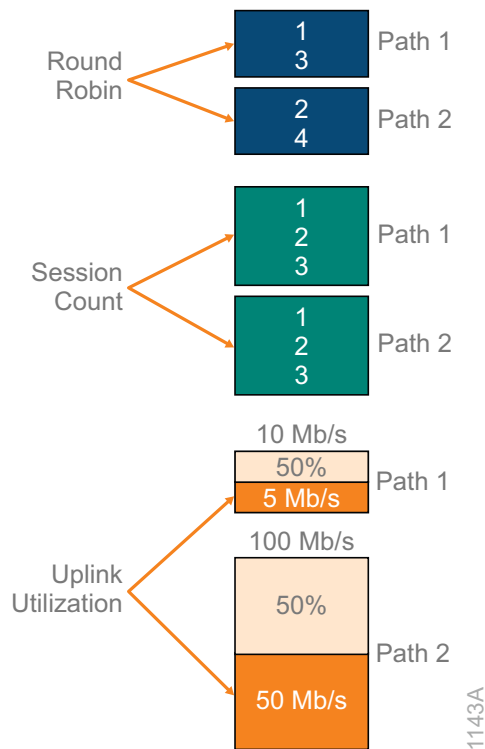 Round
Robin
1
3
Path 1
2
4
Path 2
Session
Count
1
2
3
Path 1
1
2
3
Path 2
Uplink
Utilization
10 Mb/s
50%
5 Mb/s
Path 1
100 Mb/s
50%
50 Mb/s
Path 2
1143A